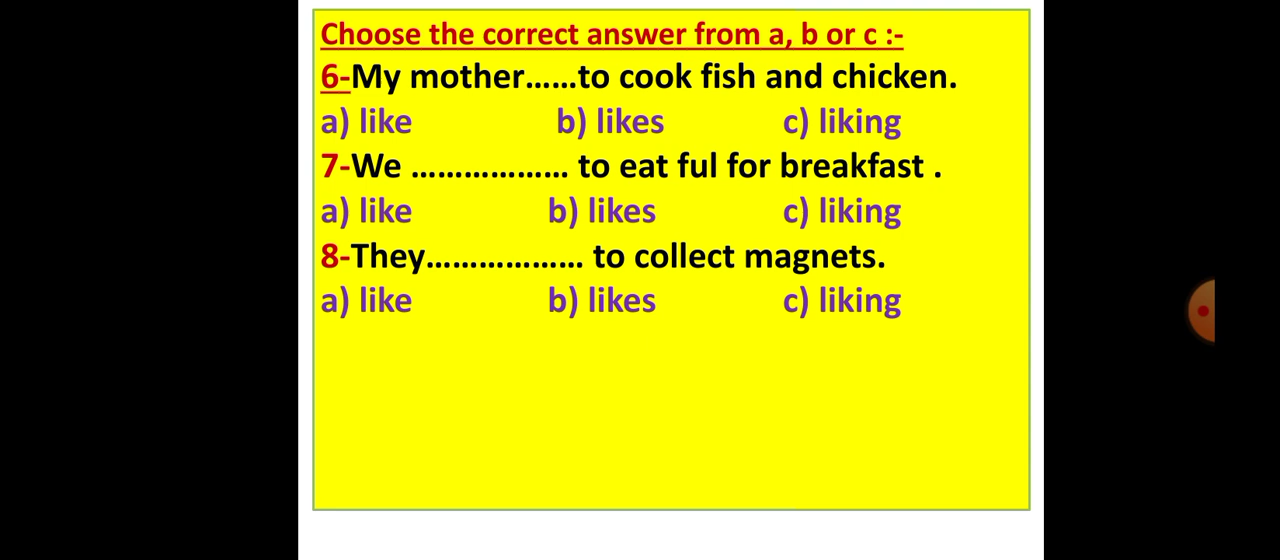 Choose the correct answer from a, b or c :-
6-My mother……to cook fish and chicken.
a) like b) likes c) liking
7-We ……………… to eat ful for breakfast .
a) like b) likes c) liking
8-They……………… to collect magnets.
a) like b) likes c) liking